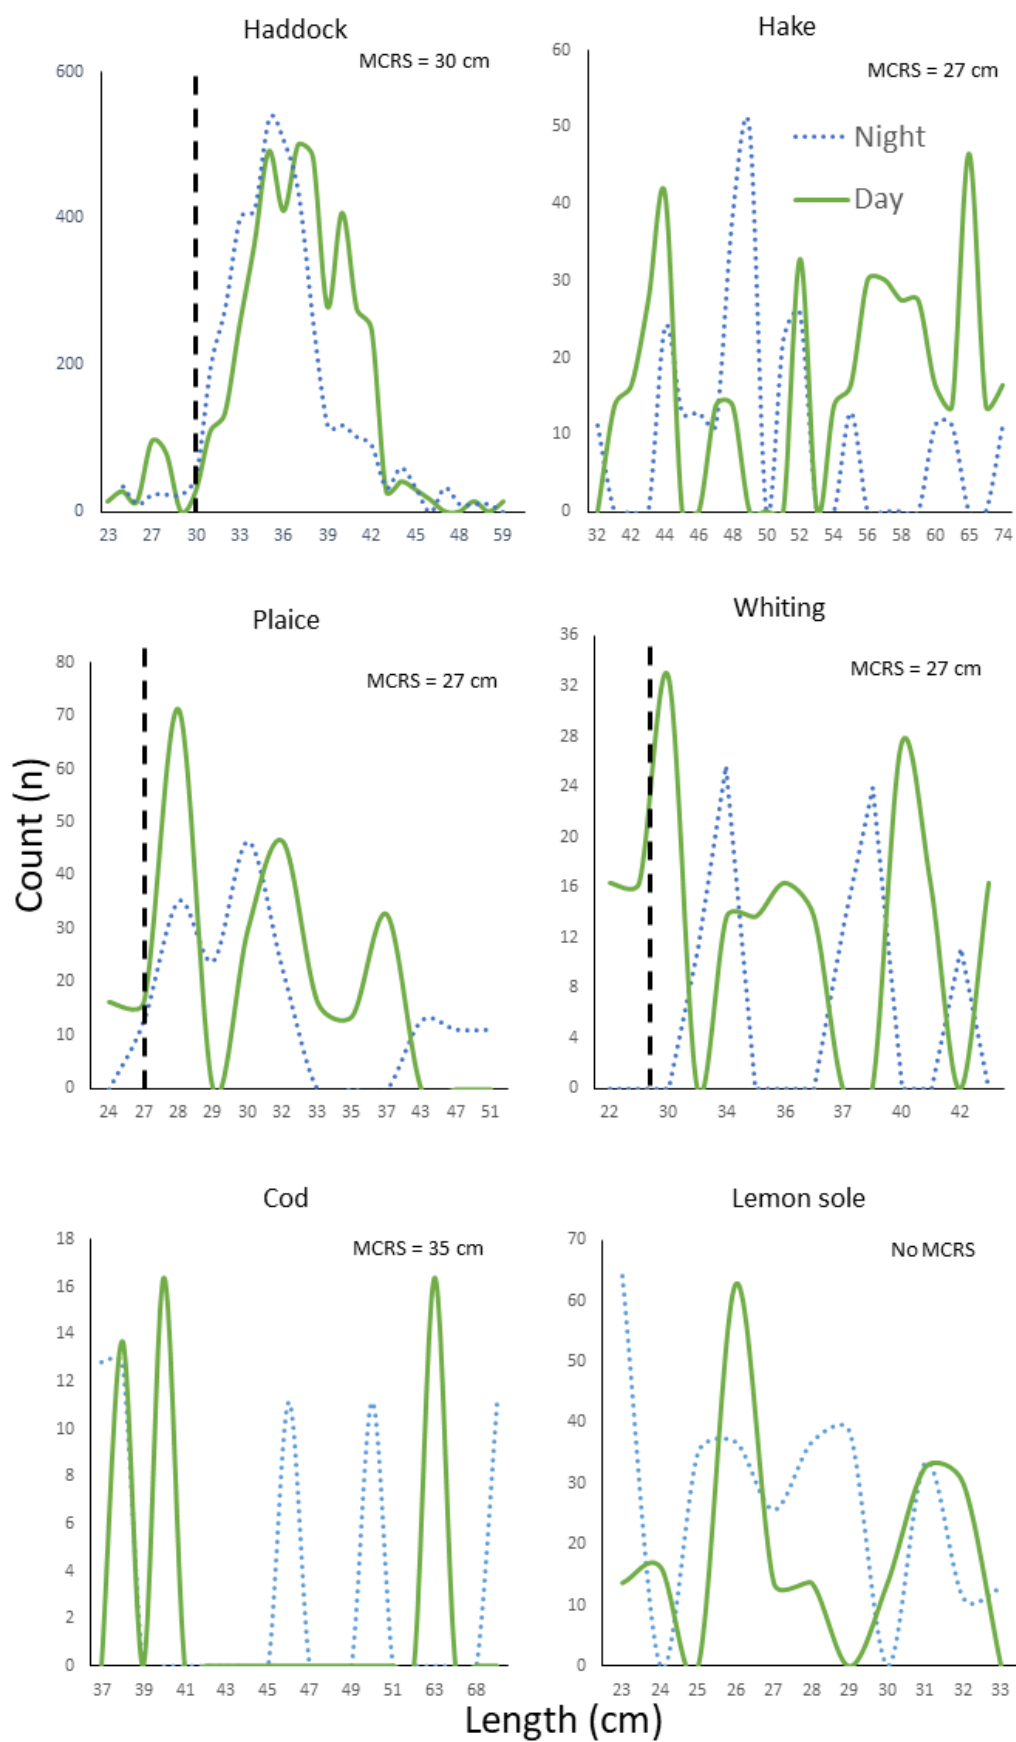 Haddock
MCRS = 30 cm
600
400
200
0
23 27 30 33 36 39 42 45 48 59
Hake
MCRS = 27 cm
Night
Day
60
50
40
30
20
10
0
32 42 44 46 48 50 52 54 56 58 60 65 74
Plaice
MCRS = 27 cm
80
70
60
50
40
30
20
10
0
24 27 28 29 30 32 33 35 37 43 47 51
Whiting
MCRS = 27 cm
36
32
28
24
20
16
12
8
4
0
22 30 34 36 37 40 42
Count (n)
Cod
MCRS = 35 cm
18
16
14
12
10
8
6
4
2
0
37 39 41 43 45 47 49 51 63 68
Lemon sole
No MCRS
70
60
50
40
30
20
10
0
23 24 25 26 27 28 29 30 31 32 33
Length (cm)